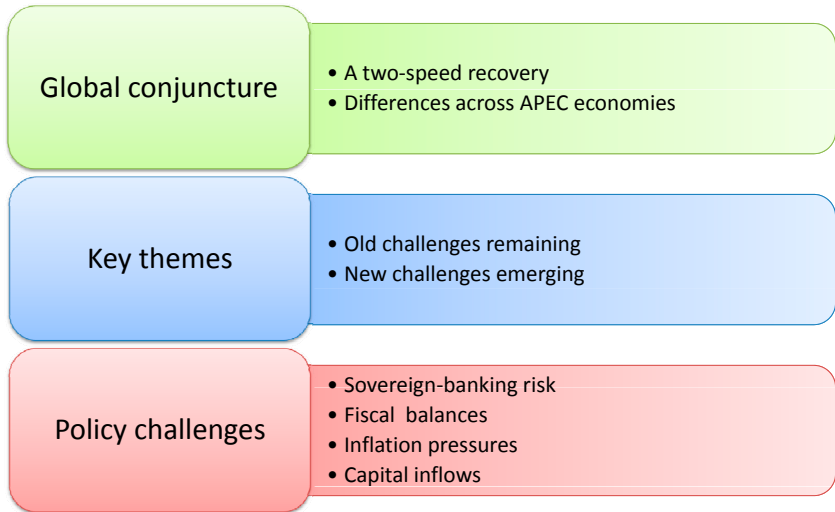 Global conjuncture
• A two-speed recovery
• Differences across APEC economies
Key themes
• Old challenges remaining
• New challenges emerging
Policy challenges
• Sovereign-banking risk
• Fiscal  balances
• Inflation pressures
• Capital inflows